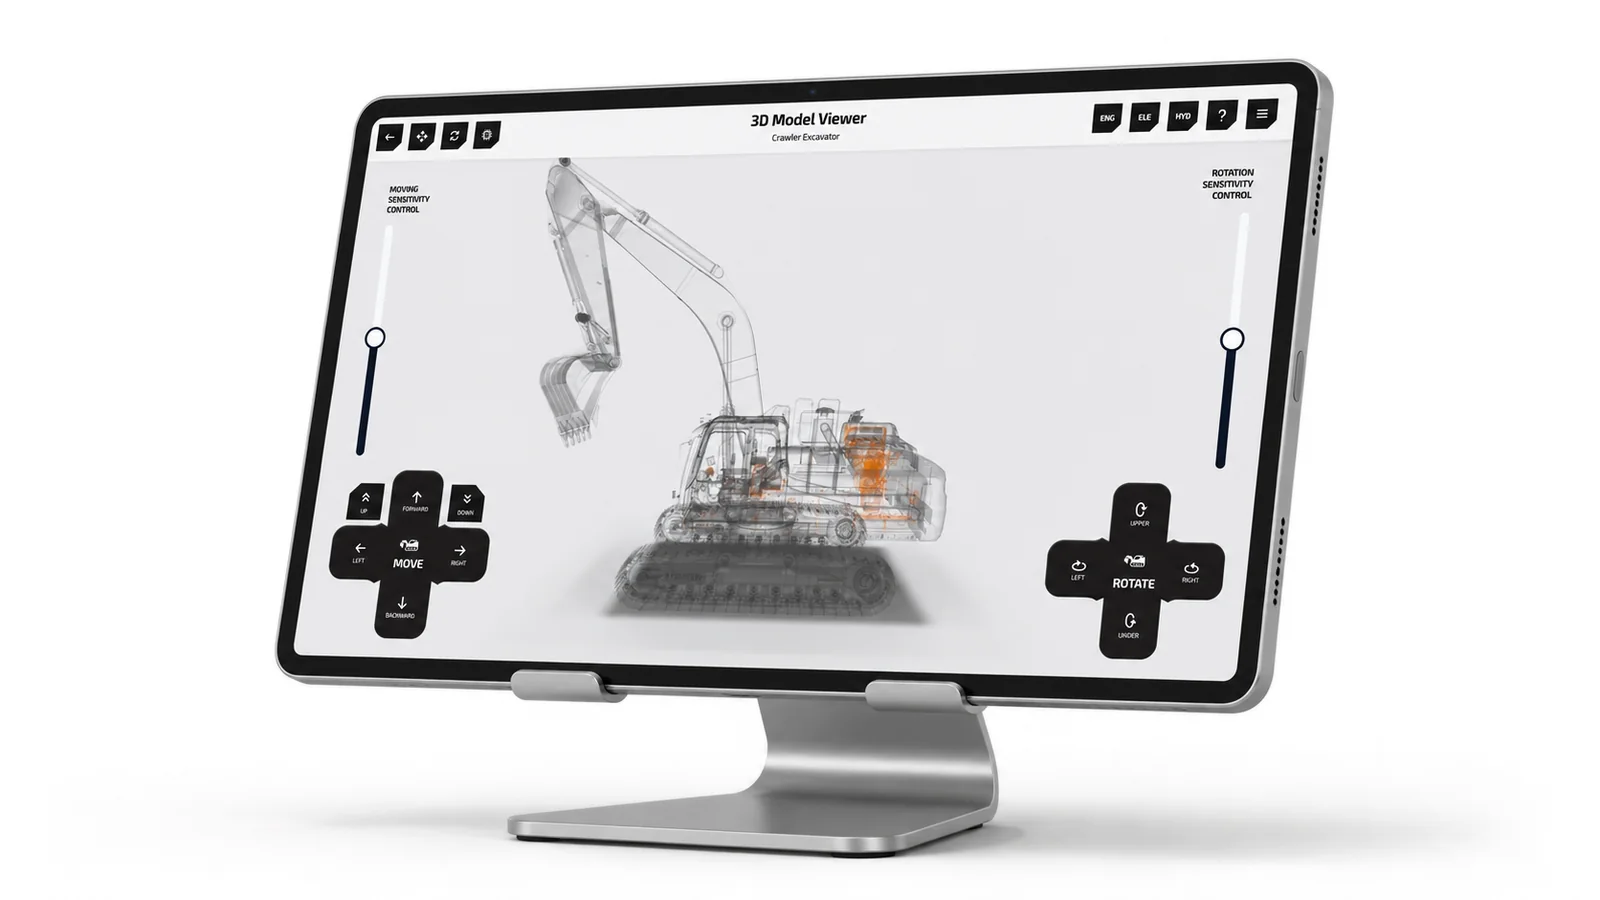 3D Model Viewer
Crawler Excavator
ENG
ELE
HYD
?
MOVING
SENSITIVITY
CONTROL
ROTATION
SENSITIVITY
CONTROL
UP
FORWARD
DOWN
LEFT
MOVE
RIGHT
BACKWARD
UPPER
LEFT
ROTATE
RIGHT
UNDER